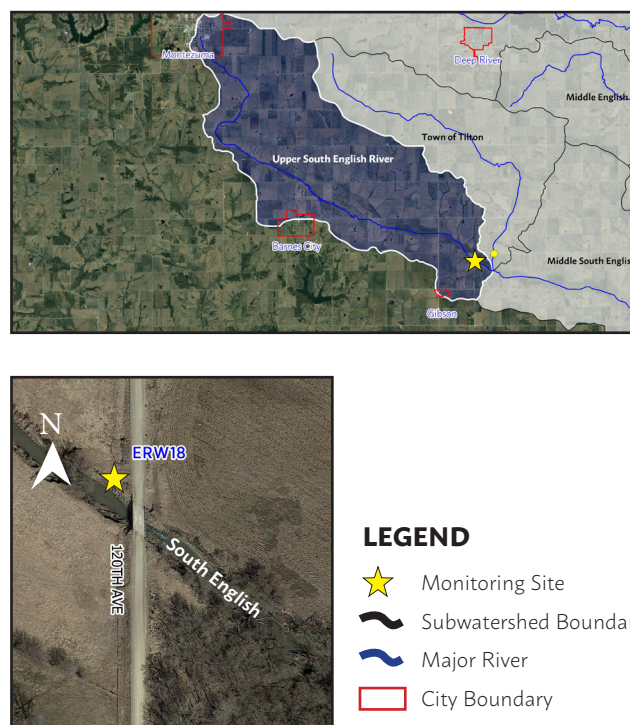 Montezuma
Deep River
Middle English
Town of Tilton
Upper South English River
Barnes City
Middle South English
Gibson
N
ERW18
120TH AVE
South English
LEGEND
Monitoring Site
Subwatershed Bounda
Major River
City Boundary